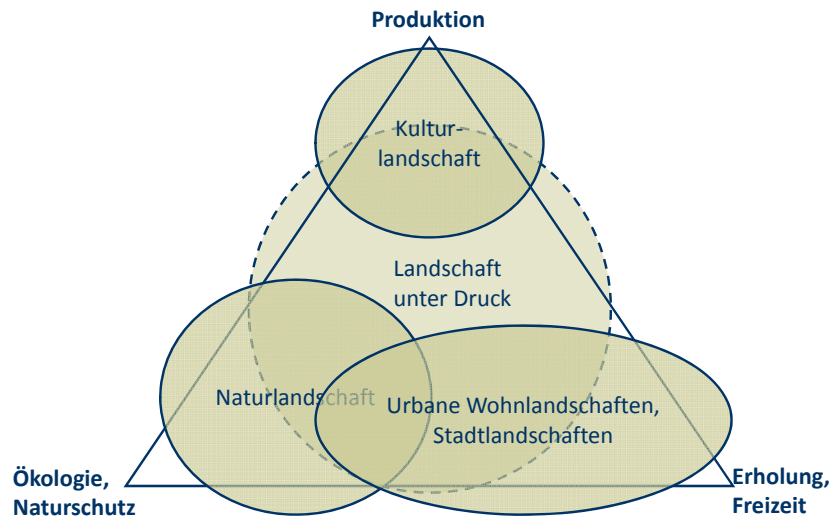 Produktion
Kultur-
landschaft
Landschaft
unter Druck
Naturlandschaft
Urbane Wohnlandschaften,
Stadtlandschaften
Ökologie,
Naturschutz
Erholung,
Freizeit